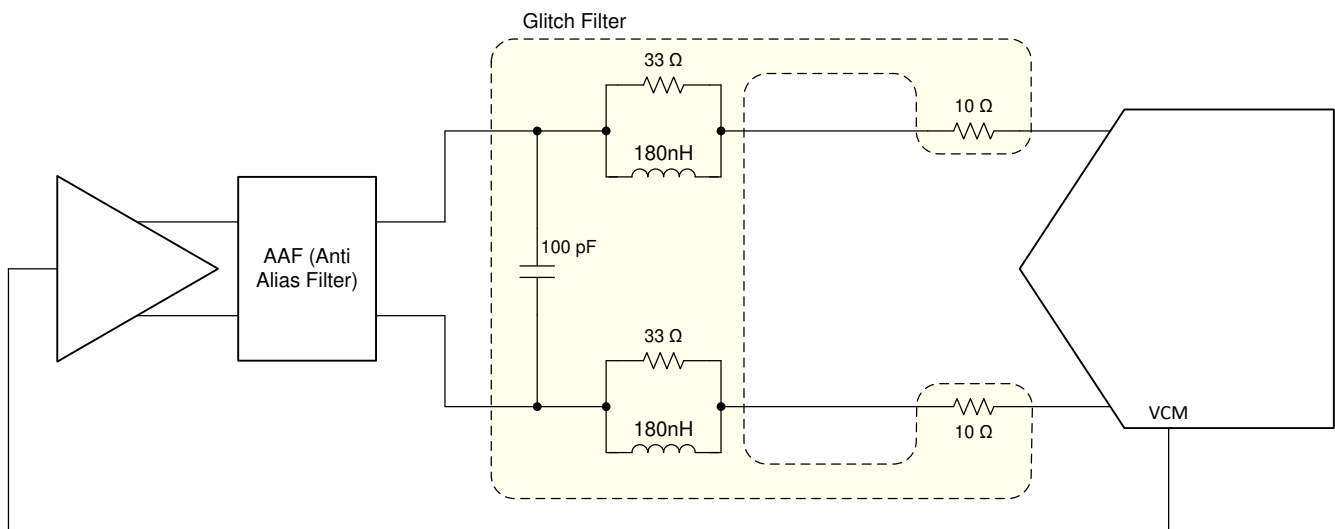 Glitch Filter
33 Ω
10 Ω
180nH
AAF (Anti
Alias Filter)
100 pF
33 Ω
180nH
10 Ω
VCM